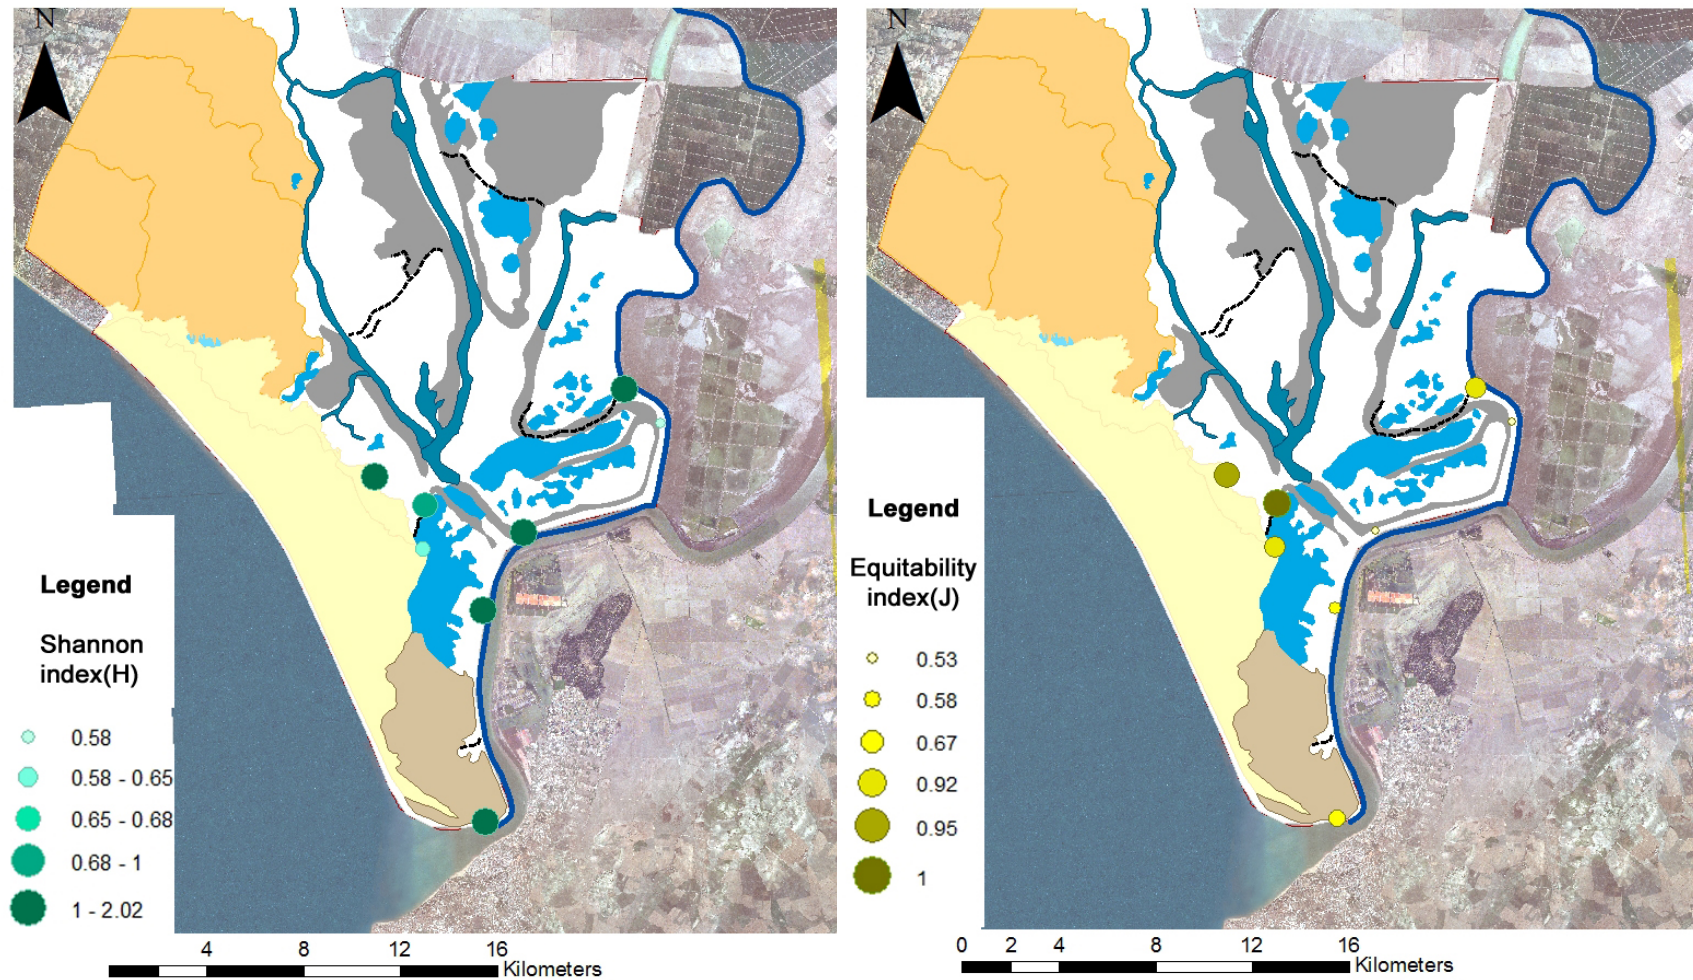 N
Legend
Shannon
index(H)
0.58
0.58 - 0.65
0.65 - 0.68
0.68 - 1
1 - 2.02
4 8 12 16
Kilometers
N
Legend
Equitability
index(J)
0.53
0.58
0.67
0.92
0.95
1
0 2 4 8 12 16
Kilometers